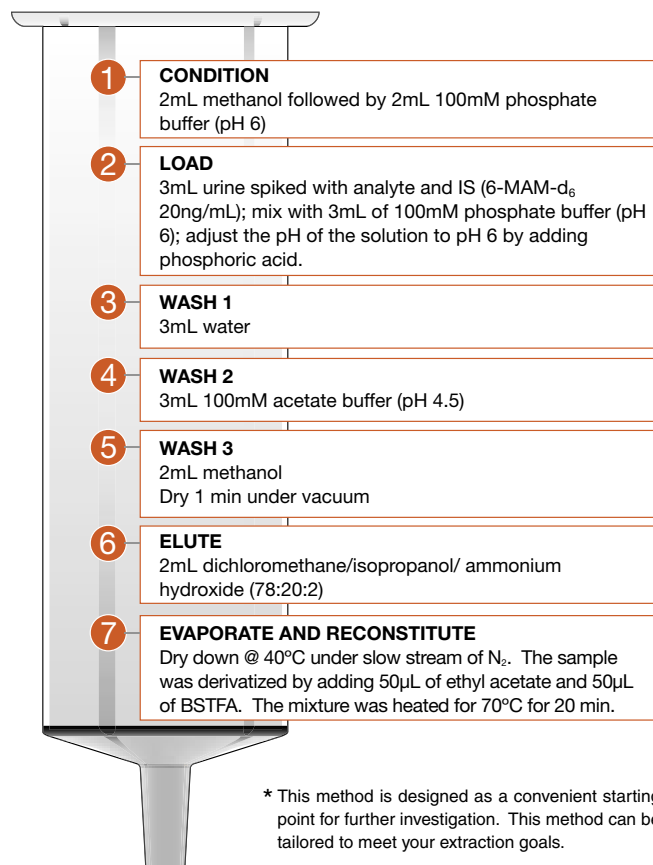 1
CONDITION
2mL methanol followed by 2mL 100mM phosphate
buffer (pH 6)
2
LOAD
3mL urine spiked with analyte and IS (6-MAM-d₆
20ng/mL); mix with 3mL of 100mM phosphate buffer (pH
6); adjust the pH of the solution to pH 6 by adding
phosphoric acid.
3
WASH 1
3mL water
4
WASH 2
3mL 100mM acetate buffer (pH 4.5)
5
WASH 3
2mL methanol
Dry 1 min under vacuum
6
ELUTE
2mL dichloromethane/isopropanol/ ammonium
hydroxide (78:20:2)
7
EVAPORATE AND RECONSTITUTE
Dry down @ 40ºC under slow stream of N₂. The sample
was derivatized by adding 50µL of ethyl acetate and 50µL
of BSTFA. The mixture was heated for 70ºC for 20 min.
* This method is designed as a convenient starting
point for further investigation. This method can be
tailored to meet your extraction goals.